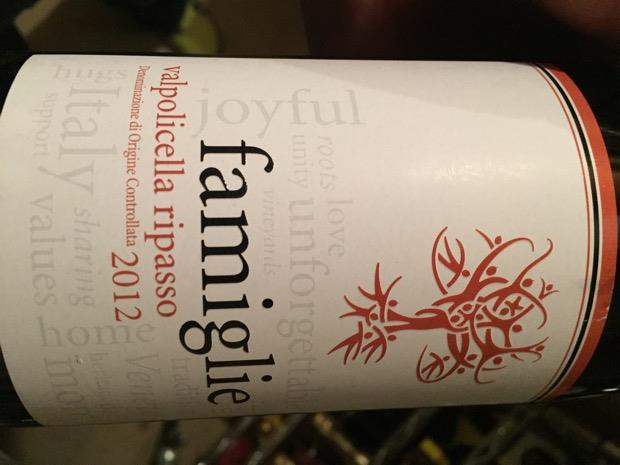 love
roots
unity unforgettabl
vineyards
joyful
famiglie
valpolicella ripasso
Denominazione di Origine Controllata 2012
hugs
Italy sharing home
support values